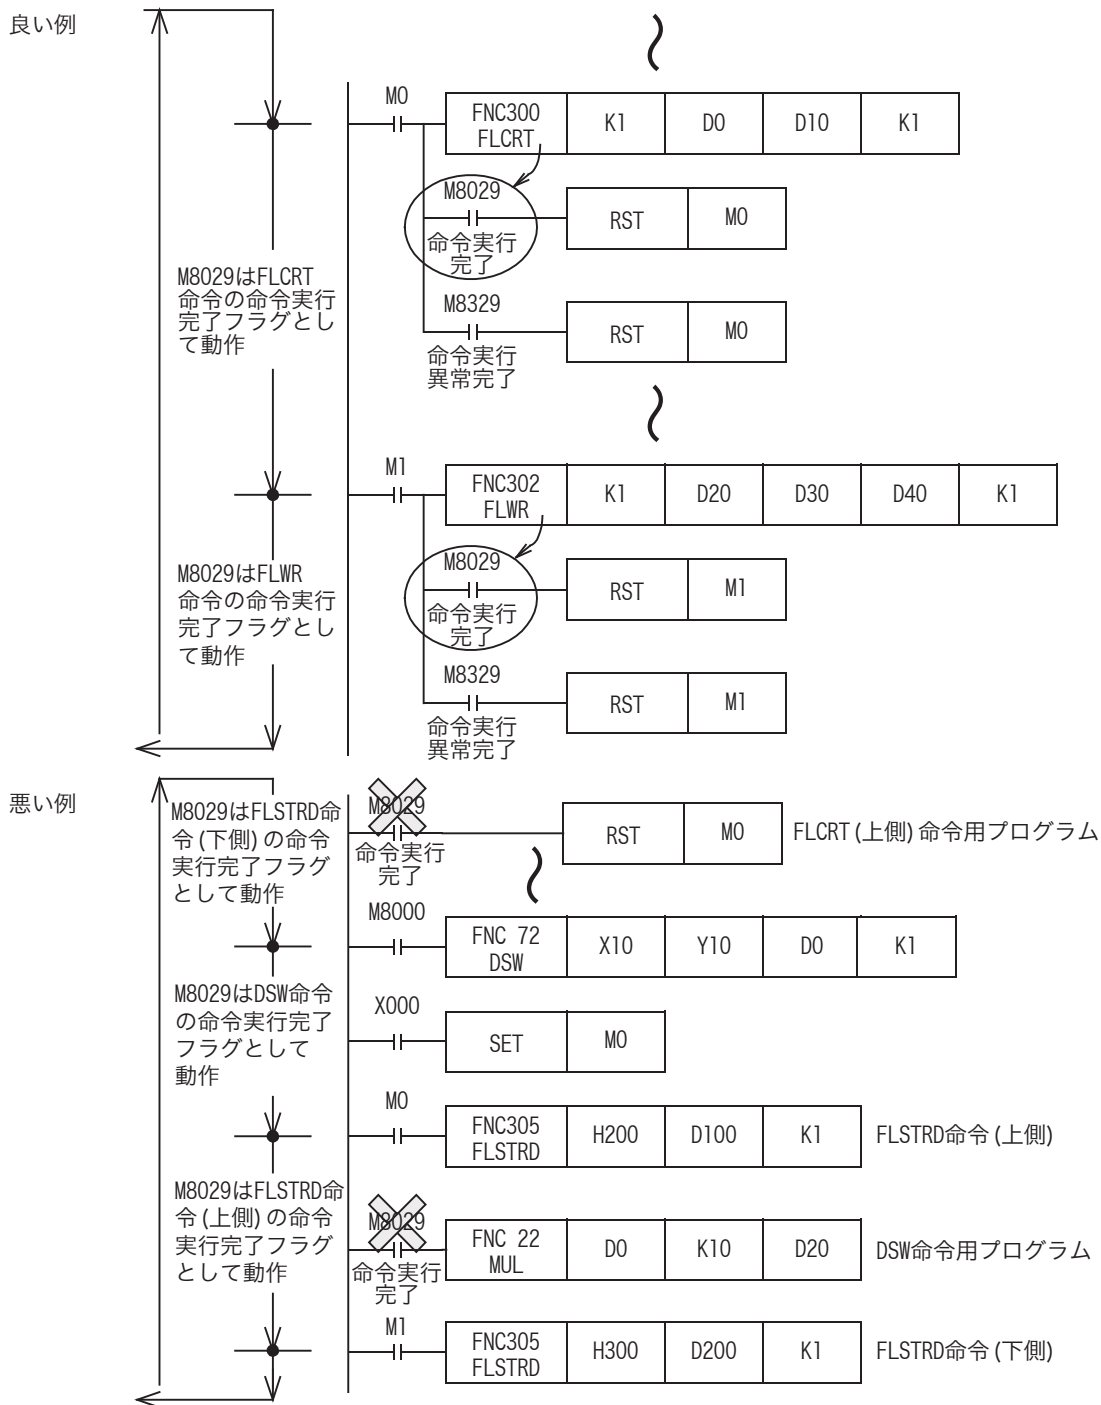 良い例
M0
FNC300
FLCRT
K1
D0
D10
K1
M8029
命令実行
完了
RST
M0
M8029はFLCRT
命令の命令実行
完了フラグとし
て動作
M8329
命令実行
異常完了
RST
M0
M1
FNC302
FLWR
K1
D20
D30
D40
K1
M8029
命令実行
完了
RST
M1
M8029はFLWR
命令の命令実行
完了フラグとし
て動作
M8329
命令実行
異常完了
RST
M1
悪い例
M8029はFLSTRD命
令(下側)の命令
実行完了フラグ
として動作
M8029
命令実行
完了
RST
M0
FLCRT(上側)命令用プログラム
M8000
FNC 72
DSW
X10
Y10
D0
K1
M8029はDSW命令
の命令実行完了
フラグとして
動作
X000
SET
M0
M0
FNC305
FLSTRD
H200
D100
K1
FLSTRD命令(上側)
M8029はFLSTRD命
令(上側)の命令
実行完了フラグ
として動作
M8029
命令実行
完了
FNC 22
MUL
D0
K10
D20
DSW命令用プログラム
M1
FNC305
FLSTRD
H300
D200
K1
FLSTRD命令(下側)